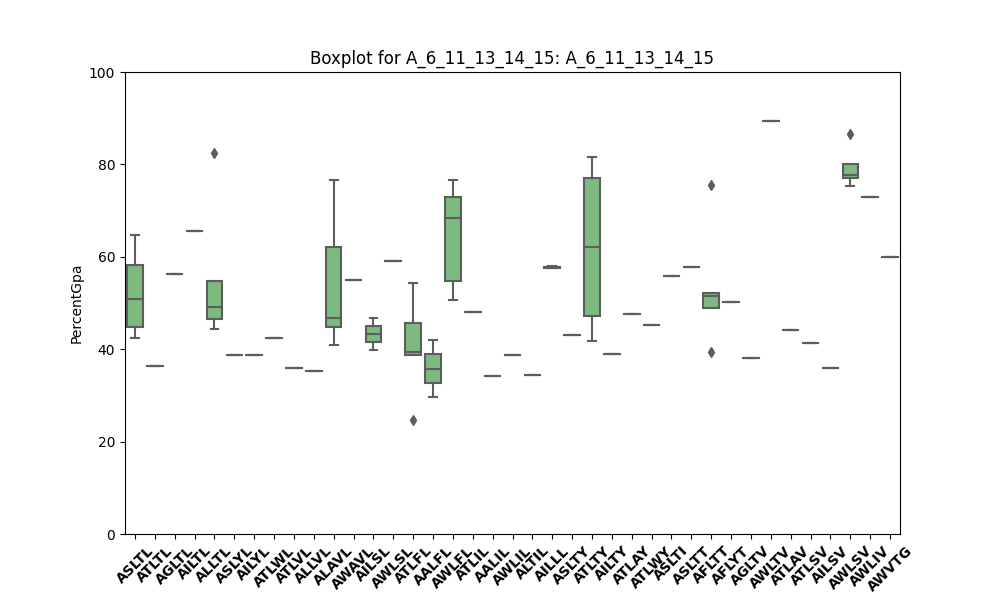 Boxplot for A_6_11_13_14_15: A_6_11_13_14_15
PercentGpa
100
80
60
40
20
0
ASLTL
ATLTL
AGLTL
AILTL
ALLTL
ASLYL
AILYL
ATLWL
ATLVL
ALLVL
ALAVL
AWAVL
AILSL
AWLSL
ATLFL
AALFL
AWLFL
ATLIL
AALIL
AWLIL
ALTIL
AILLL
ASLTY
ATLTY
AILTY
ATLAY
ATLWY
ASLTI
ASLTT
AFLTT
AFLYT
AGLTV
AWLTV
ATLAV
ATLSV
AILSV
AWLSV
AWLIV
AWVTG